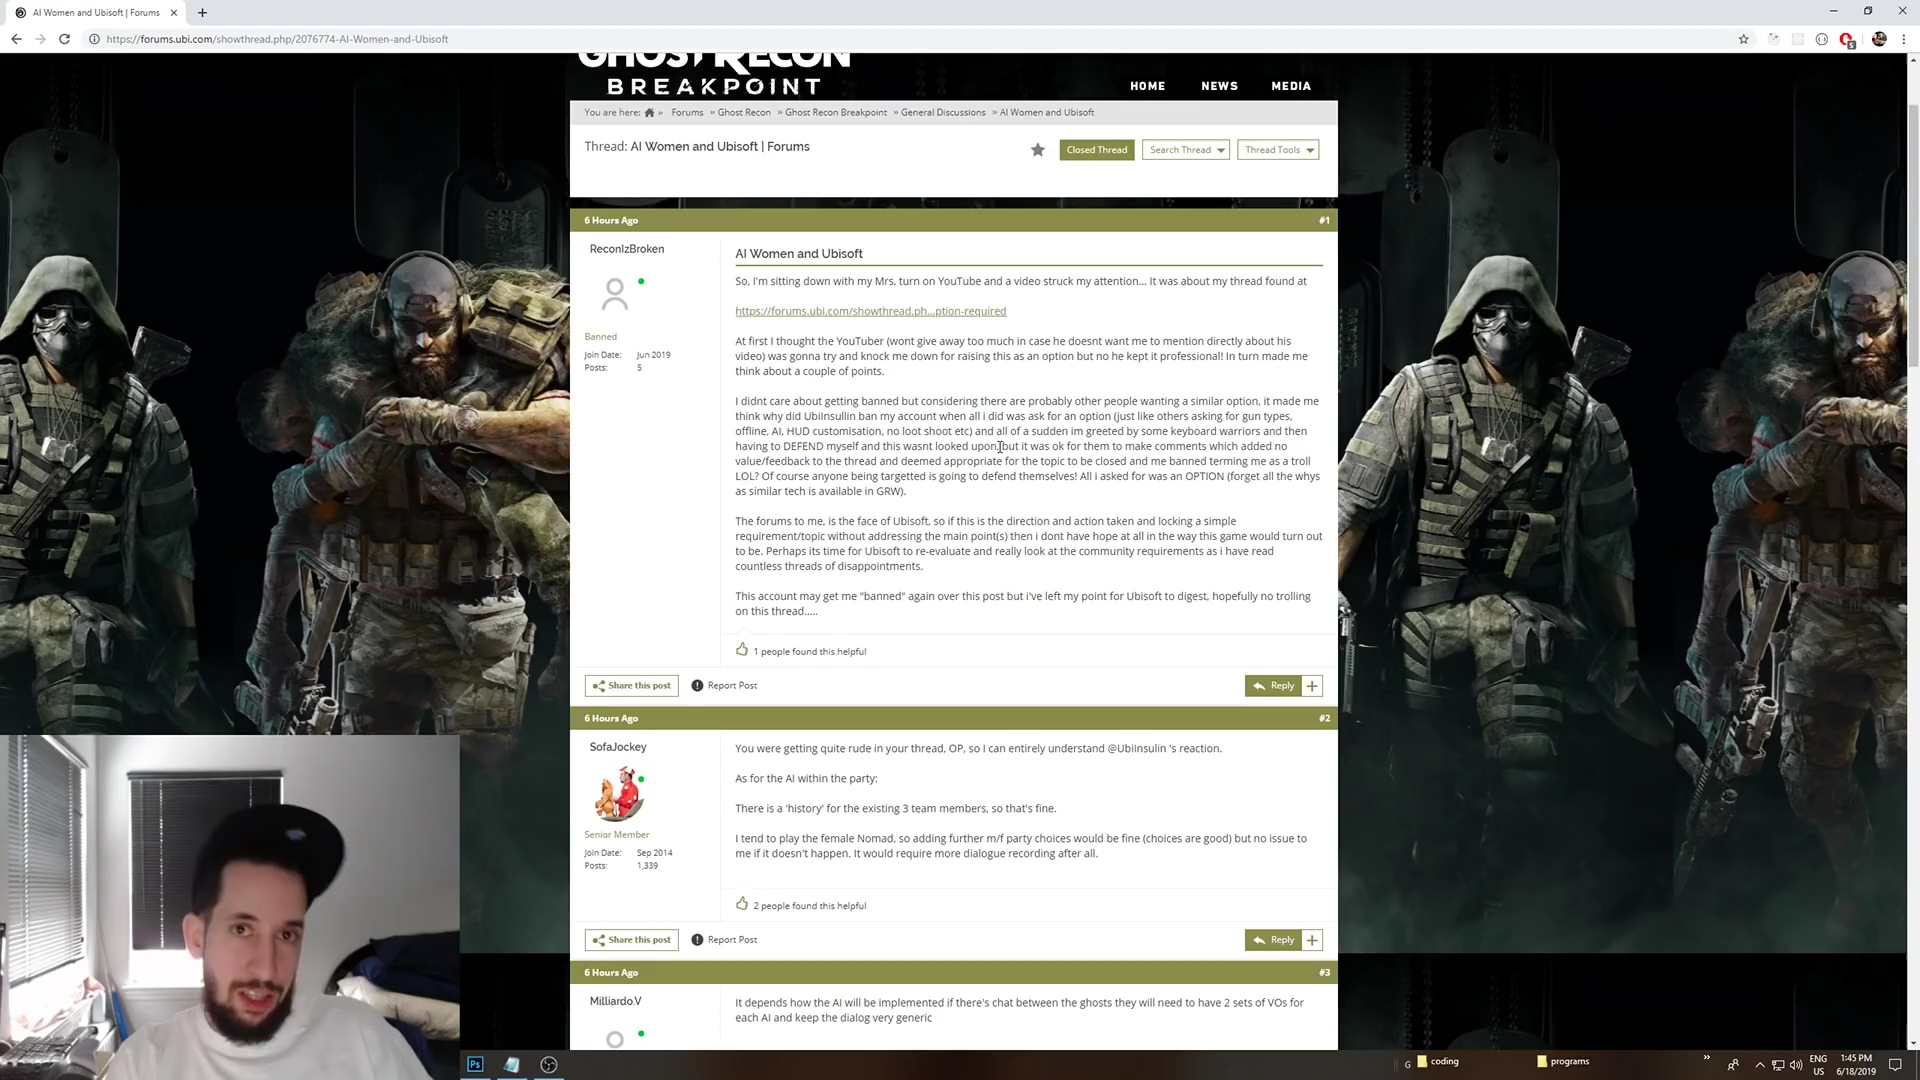 AI Women and Ubisoft | Forums
https://forums.ubi.com/showthread.php/2076774-AI-Women-and-Ubisoft
5
GHOST RECON
BREAKPOINT
HOME
NEWS
MEDIA
You are here:
» Forums » Ghost Recon » Ghost Recon Breakpoint » General Discussions » AI Women and Ubisoft
Thread: AI Women and Ubisoft | Forums
Closed Thread
Search Thread
Thread Tools
6 Hours Ago
#1
ReconIzBroken
Banned
Join Date: Jun 2019
Posts: 5
AI Women and Ubisoft
So, I'm sitting down with my Mrs, turn on YouTube and a video struck my attention... It was about my thread found at
https://forums.ubi.com/showthread.ph...ption-required
At first I thought the YouTuber (wont give away too much in case he doesnt want me to mention directly about his
video) was gonna try and knock me down for raising this as an option but no he kept it professional! In turn made me
think about a couple of points.
I didnt care about getting banned but considering there are probably other people wanting a similar option, it made me
think why did UbiInsullin ban my account when all i did was ask for an option (just like others asking for gun types,
offline, AI, HUD customisation, no loot shoot etc) and all of a sudden im greeted by some keyboard warriors and then
having to DEFEND myself and this wasnt looked upon but it was ok for them to make comments which added no
value/feedback to the thread and deemed appropriate for the topic to be closed and me banned terming me as a troll
LOL? Of course anyone being targetted is going to defend themselves! All i asked for was an OPTION (forget all the whys
as similar tech is available in GRW).
The forums to me, is the face of Ubisoft, so if this is the direction and action taken and locking a simple
requirement/topic without addressing the main point(s) then i dont have hope at all in the way this game would turn out
to be. Perhaps its time for Ubisoft to re-evaluate and really look at the community requirements as i have read
countless threads of disappointments.
This account may get me "banned" again over this post but i've left my point for Ubisoft to digest, hopefully no trolling
on this thread.....
1 people found this helpful
Share this post
Report Post
Reply
6 Hours Ago
#2
SofaJockey
Senior Member
Join Date: Sep 2014
Posts: 1,339
You were getting quite rude in your thread, OP, so I can entirely understand @UbiInsulin 's reaction.
As for the AI within the party:
There is a 'history' for the existing 3 team members, so that's fine.
I tend to play the female Nomad, so adding further m/f party choices would be fine (choices are good) but no issue to
me if it doesn't happen. It would require more dialogue recording after all.
2 people found this helpful
Share this post
Report Post
Reply
6 Hours Ago
#3
Milliardo.V
It depends how the AI will be implemented if there's chat between the ghosts they will need to have 2 sets of VOs for
each AI and keep the dialog very generic
Ps
G
coding
programs
ENG
US
1:45 PM
6/18/2019